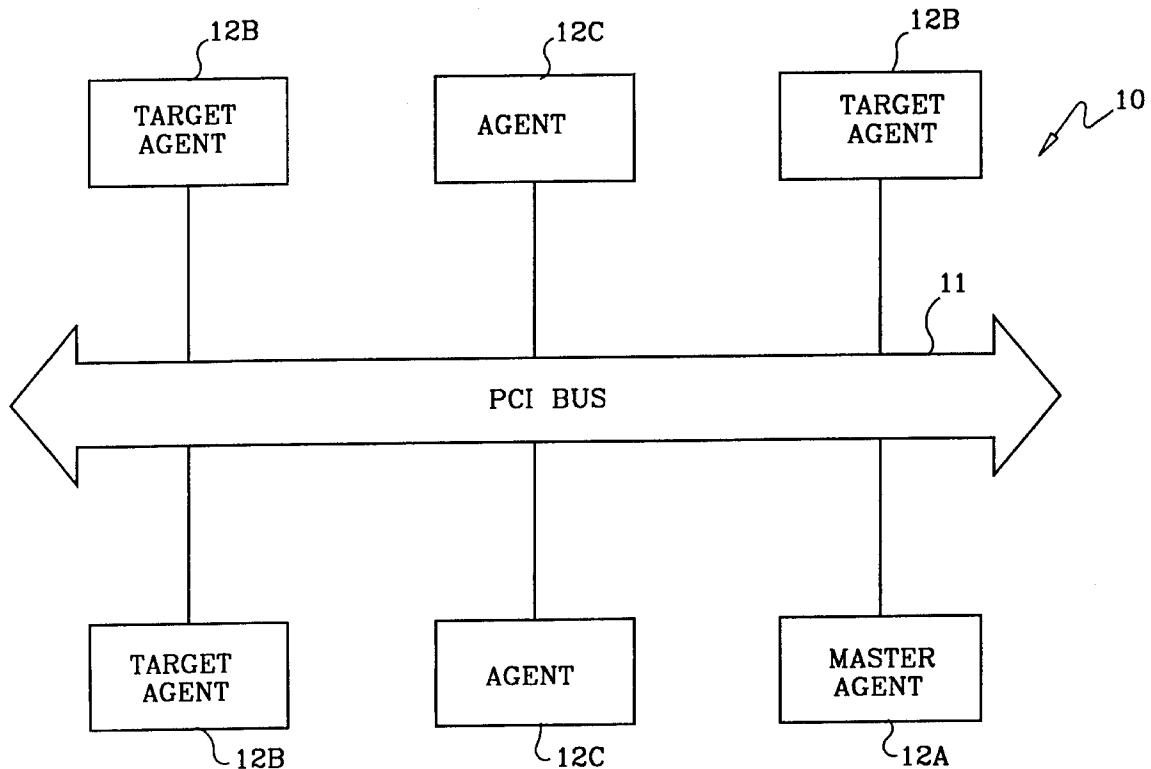 12B
12C
12B
TARGET
AGENT
AGENT
TARGET
AGENT
10
11
PCI BUS
TARGET
AGENT
AGENT
MASTER
AGENT
12B
12C
12A